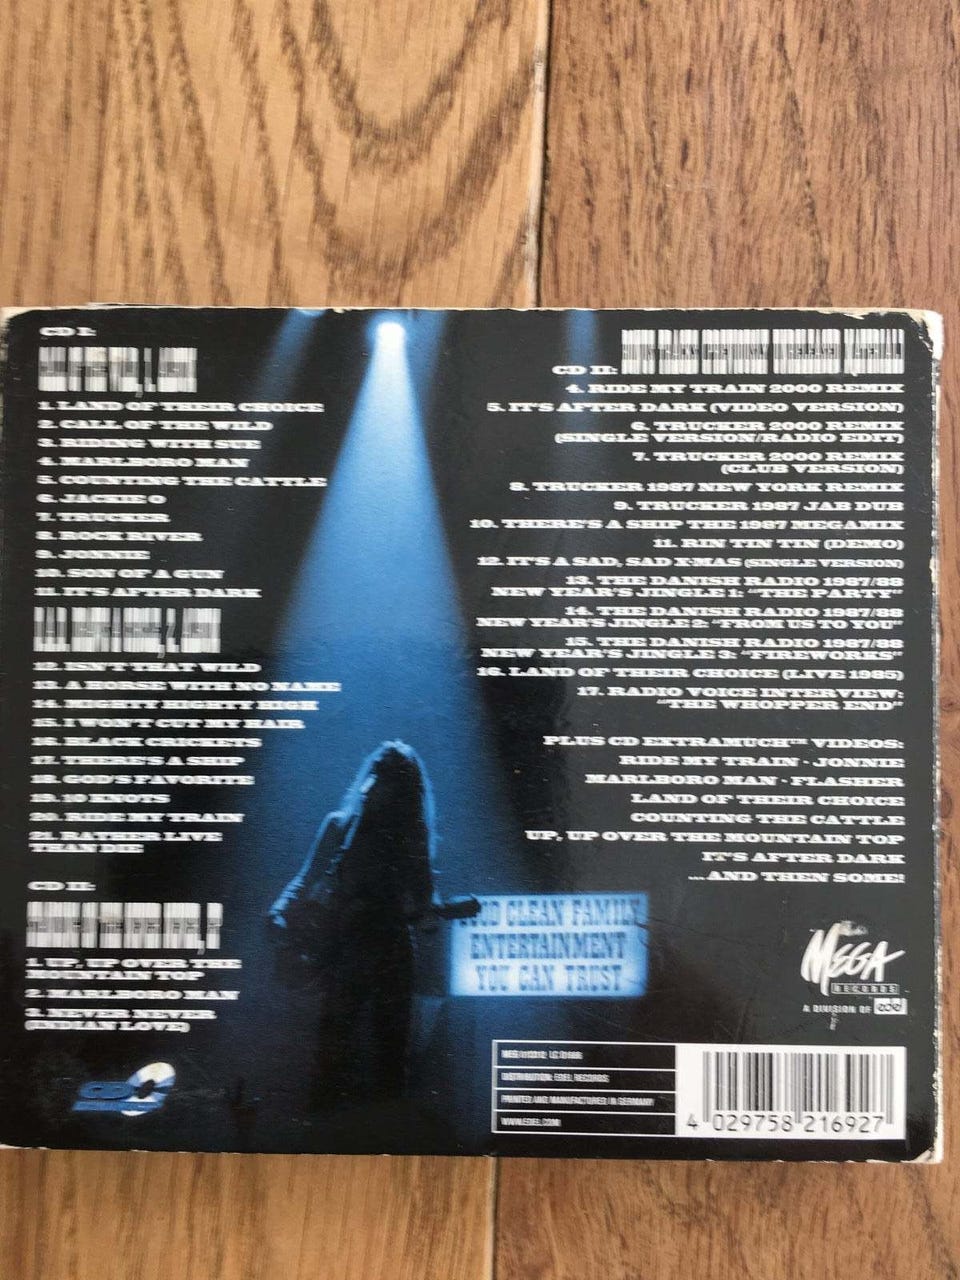 CD I:
1. LAND OF THEIR CHOICE
2. CALL OF THE WILD
3. RIDING WITH SUE
4. MARLBORO MAN
5. COUNTING THE CATTLE
6. JACKIE O
7. TRUCKER
8. ROCK RIVER
9. JONNIE
10. SON OF A GUN
11. IT'S AFTER DARK
12. ISN'T THAT WILD
13. A HORSE WITH NO NAME
14. MIGHTY MIGHTY HIGH
15. I WON'T CUT MY HAIR
16. BLACK CRICKETS
17. THERE'S A SHIP
18. GOD'S FAVORITE
19. 10 KNOTS
20. RIDE MY TRAIN
21. RATHER LIVE
THAN DIE
CD II:
1. UP, UP OVER THE
MOUNTAIN TOP
2. MARLBORO MAN
3. NEVER, NEVER
(INDIAN LOVE)
CD II:
4. RIDE MY TRAIN 2000 REMIX
5. IT'S AFTER DARK (VIDEO VERSION)
6. TRUCKER 2000 REMIX
(SINGLE VERSION/RADIO EDIT)
7. TRUCKER 2000 REMIX
(CLUB VERSION)
8. TRUCKER 1987 NEW YORK REMIX
9. TRUCKER 1987 JAB DUB
10. THERE'S A SHIP THE 1987 MEGAMIX
11. RIN TIN TIN (DEMO)
12. IT'S A SAD, SAD X-MAS (SINGLE VERSION)
13. THE DANISH RADIO 1987/88
NEW YEAR'S JINGLE 1: "THE PARTY"
14. THE DANISH RADIO 1987/88
NEW YEAR'S JINGLE 2: "FROM US TO YOU"
15. THE DANISH RADIO 1987/88
NEW YEAR'S JINGLE 3: "FIREWORKS"
16. LAND OF THEIR CHOICE (LIVE 1985)
17. RADIO VOICE INTERVIEW:
"THE WHOPPER END"
PLUS CD EXTRAMUCH™ VIDEOS:
RIDE MY TRAIN - JONNIE
MARLBORO MAN - FLASHER
LAND OF THEIR CHOICE
COUNTING THE CATTLE
UP, UP OVER THE MOUNTAIN TOP
IT'S AFTER DARK
...AND THEN SOME!
GOOD CLEAN FAMILY
ENTERTAINMENT
YOU CAN TRUST
MEGA
RECORDS
A DIVISION OF edel
DISTRIBUTION: EDEL RECORDS
PRINTED AND MANUFACTURED IN GERMANY
WWW.EDEL.COM
4 029758 216927